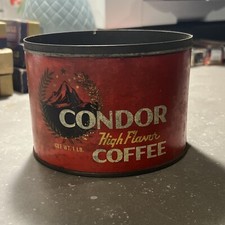 CONDOR
High Flavor
COFFEE
NET WT. 1 LB.